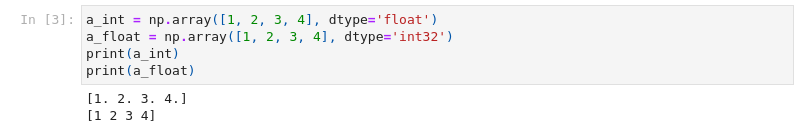 In [3]: a_int = np.array([1, 2, 3, 4], dtype='float')
a_float = np.array([1, 2, 3, 4], dtype='int32')
print(a_int)
print(a_float)
[1. 2. 3. 4.]
[1 2 3 4]